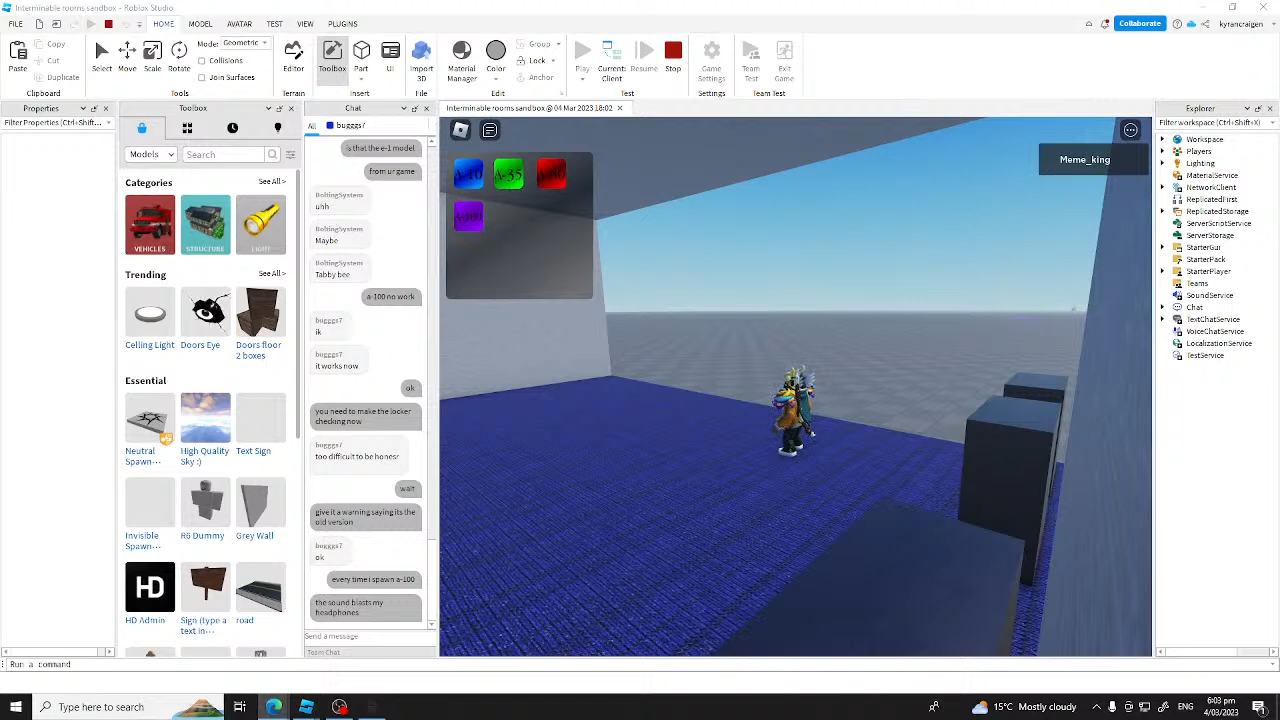 Interminable rooms sandbox - Roblox Studio
FILE HOME MODEL AVATAR TEST VIEW PLUGINS
Collaborate
kyrancraigen
Paste Copy Cut Duplicate
Clipboard
Select Move Scale Rotate
Mode: Geometric
Collisions
Join Surfaces
Tools
Editor
Terrain
Toolbox Part UI
Insert
Import 3D
File
Material Manager Color
Group
Lock
Anchor
Edit
Play Current: Client Resume Stop
Test
Game Settings
Settings
Team Test Exit Game
Team Test
Properties
Filter Properties (Ctrl+Shift...
Toolbox
Models Search
Categories See All >
VEHICLES STRUCTURE LIGHT
Trending See All >
Celling Light Doors Eye Doors floor 2 boxes
Essential
Neutral Spawn... High Quality Sky :) Text Sign
Invisible Spawn... R6 Dummy Grey Wall
HD
HD Admin Sign (type a text in... road
Chat
All bugggs7
is that the e-1 model
from ur game
BoltingSystem
uhh
BoltingSystem
Maybe
BoltingSystem
Tabby bee
a-100 no work
bugggs7
ik
bugggs7
it works now
ok
you need to make the locker
checking now
bugggs7
too difficult to be honesr
wait
give it a warning saying its the
old version
bugggs7
ok
every time i spawn a-100
the sound blasts my
headphones
Send a message
Team Chat
Interminable rooms sandbox @ 04 Mar 2023 18:02
A-10 A-35 A-60
A-100
Meme_king
Explorer
Filter workspace (Ctrl+Shift+X)
Workspace
Players
Lighting
MaterialService
NetworkClient
ReplicatedFirst
ReplicatedStorage
ServerScriptService
ServerStorage
StarterGui
StarterPack
StarterPlayer
Teams
SoundService
Chat
TextChatService
VoiceChatService
LocalizationService
TestService
Run a command
Type here to search
15°C Mostly cloudy
6:03 pm
4/03/2023